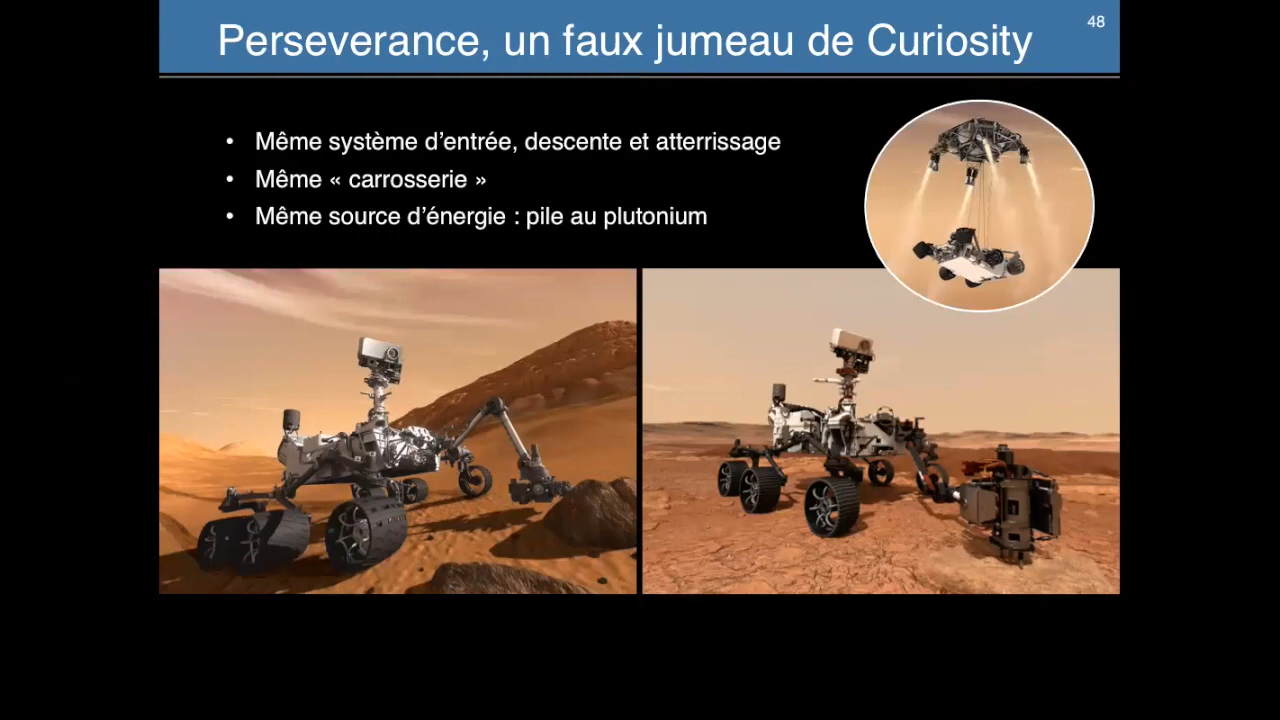 Perseverance, un faux jumeau de Curiosity
48
• Même système d’entrée, descente et atterrissage
• Même « carrosserie »
• Même source d’énergie : pile au plutonium